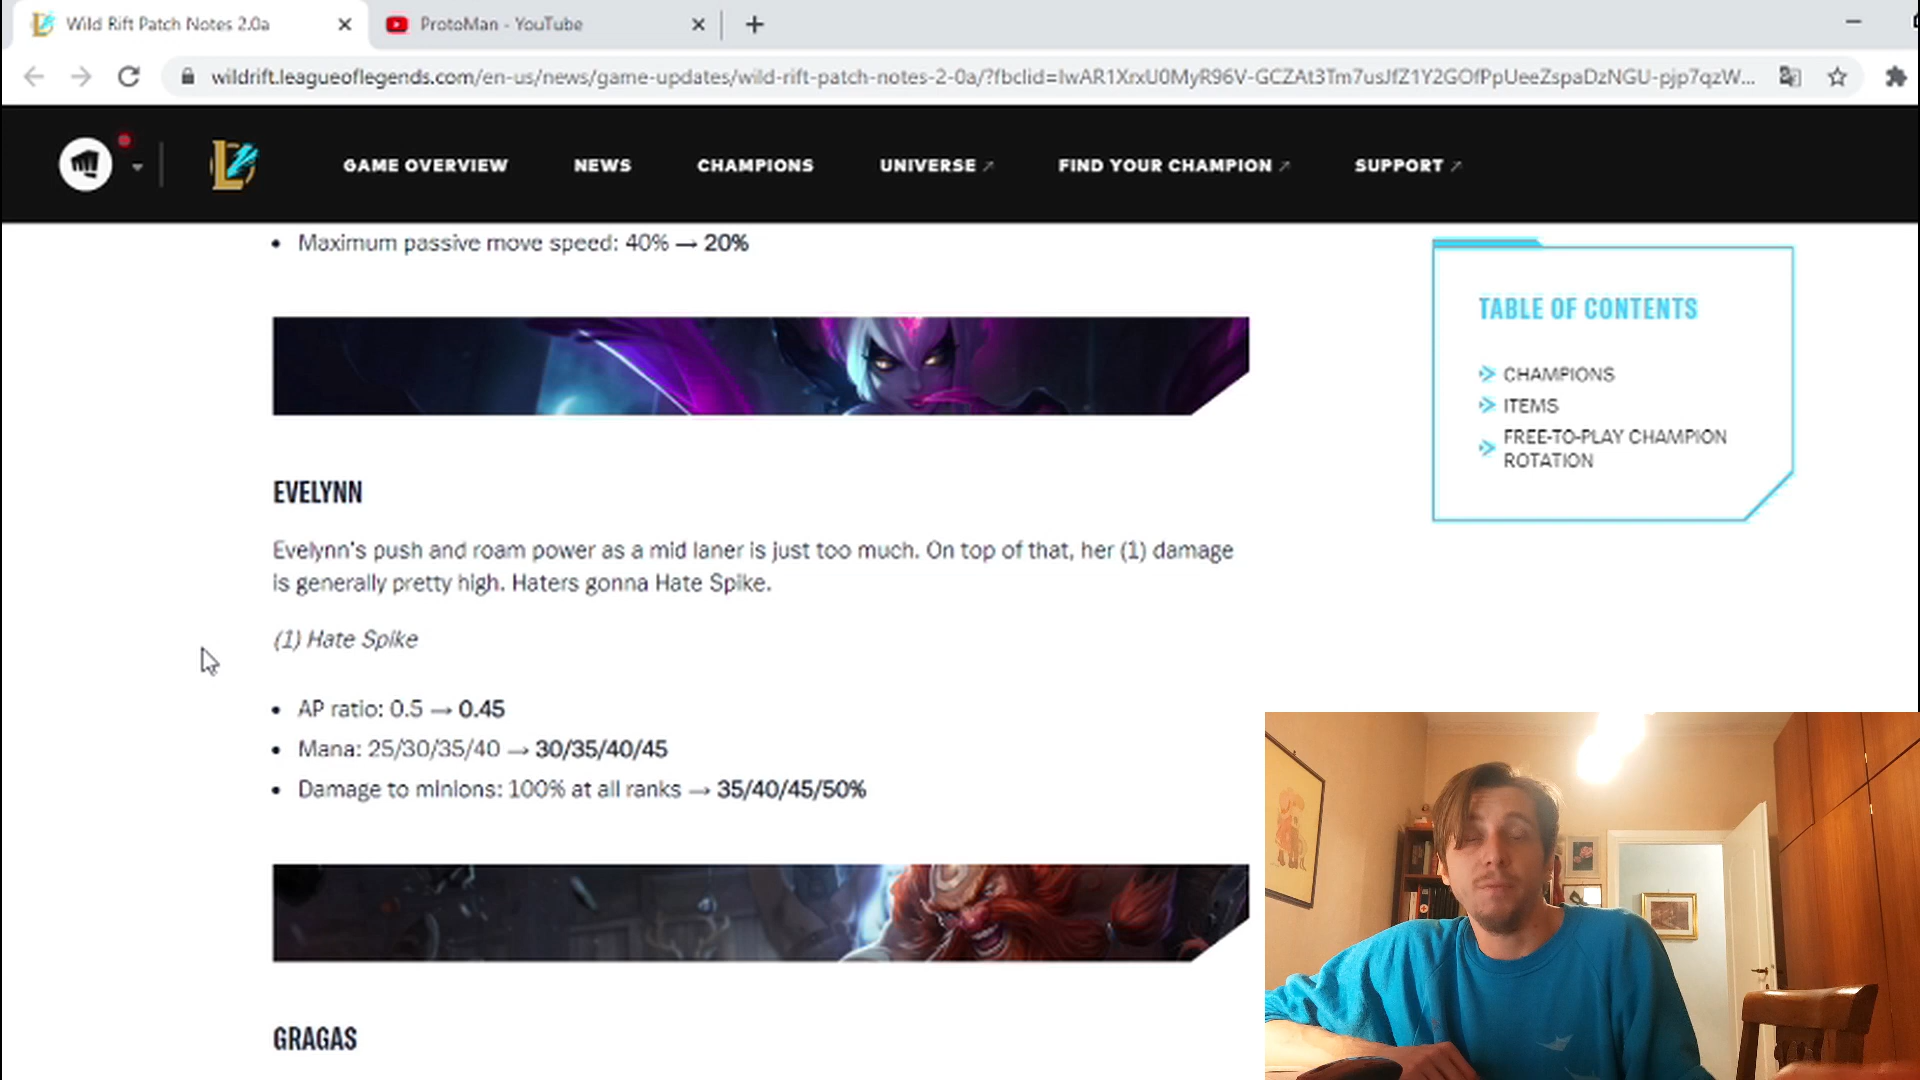 Wild Rift Patch Notes 2.0a
ProtoMan - YouTube
wildrift.leagueoflegends.com/en-us/news/game-updates/wild-rift-patch-notes-2-0a/?fbclid=IwAR1XrxU0MyR96V-GCZAt3Tm7usJfZ1Y2GOfPpUeeZspaDzNGU-pjp7qzW...
GAME OVERVIEW
NEWS
CHAMPIONS
UNIVERSE
FIND YOUR CHAMPION
SUPPORT
• Maximum passive move speed: 40% → 20%
TABLE OF CONTENTS
CHAMPIONS
ITEMS
FREE-TO-PLAY CHAMPION
ROTATION
EVELYNN
Evelynn's push and roam power as a mid laner is just too much. On top of that, her (1) damage
is generally pretty high. Haters gonna Hate Spike.
(1) Hate Spike
• AP ratio: 0.5 → 0.45
• Mana: 25/30/35/40 → 30/35/40/45
• Damage to minions: 100% at all ranks → 35/40/45/50%
GRAGAS